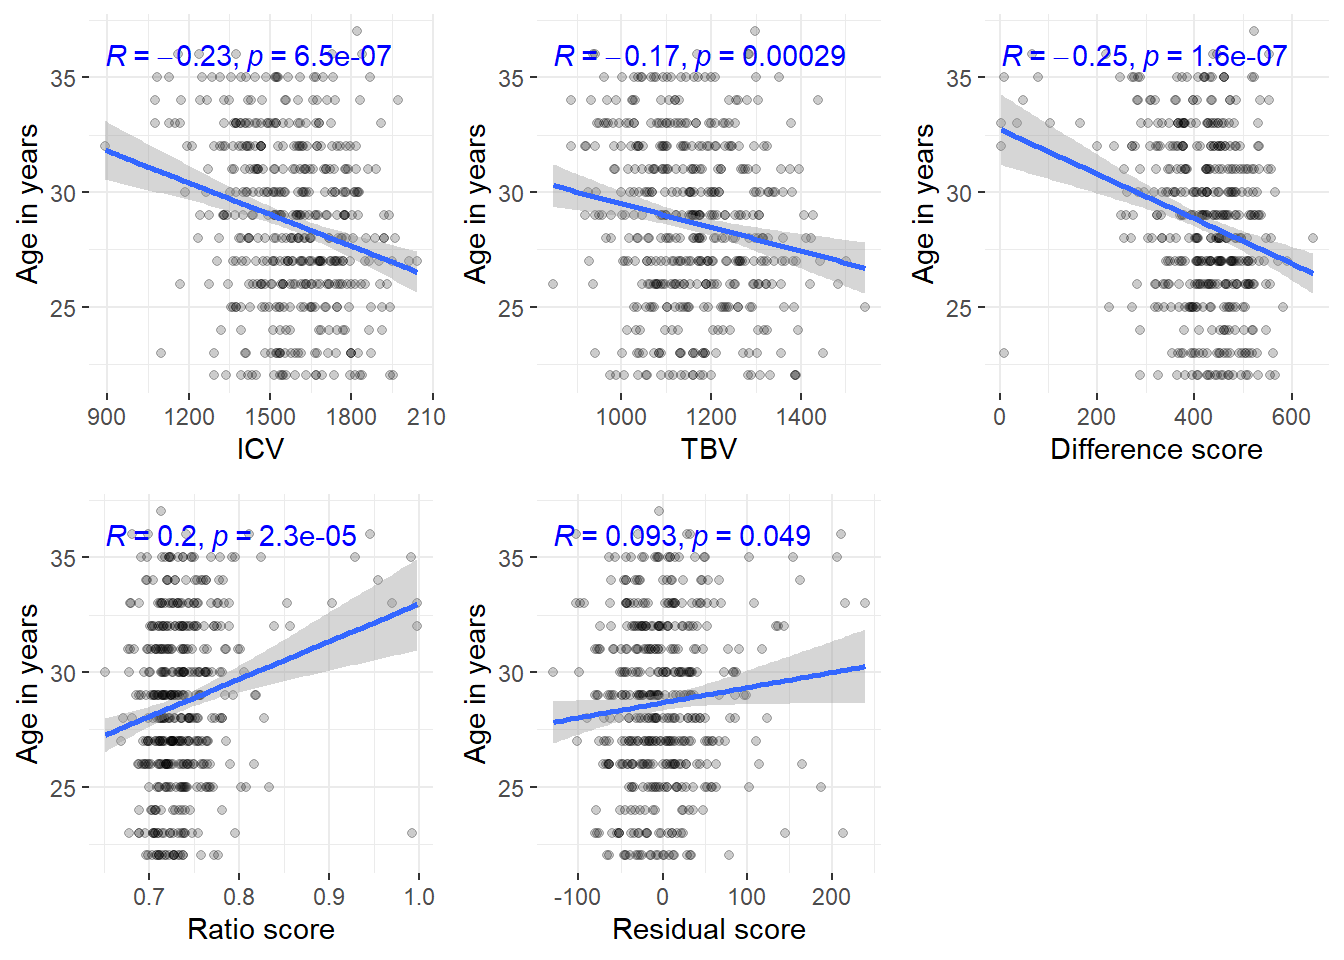 R = −0.23, p = 6.5e-07
Age in years
35
30
25
900 1200 1500 1800 210
ICV
R = −0.17, p = 0.00029
Age in years
35
30
25
1000 1200 1400
TBV
R = −0.25, p = 1.6e-07
Age in years
35
30
25
0 200 400 600
Difference score
R = 0.2, p = 2.3e-05
Age in years
35
30
25
0.7 0.8 0.9 1.0
Ratio score
R = 0.093, p = 0.049
Age in years
35
30
25
-100 0 100 200
Residual score